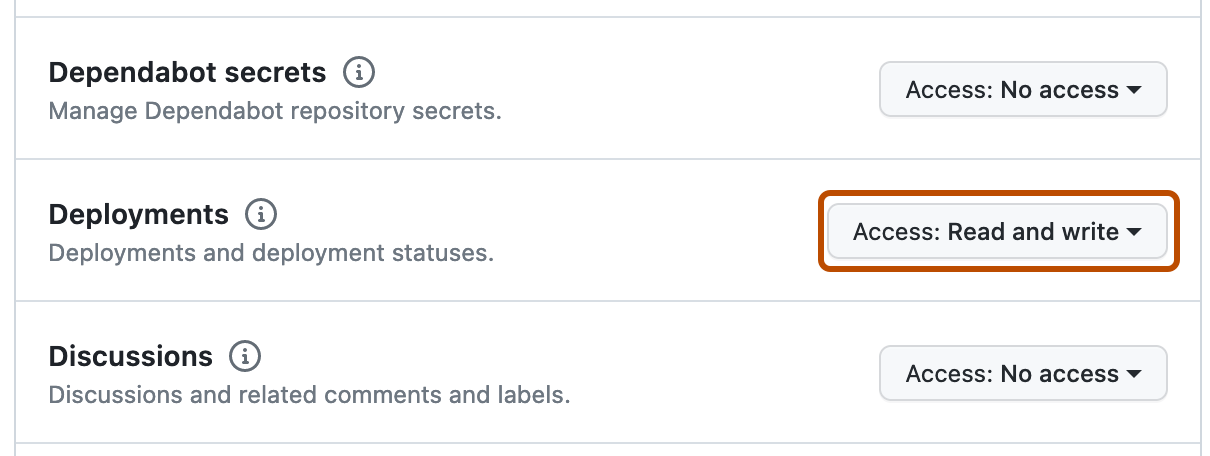 Dependabot secrets
Manage Dependabot repository secrets.
Access: No access
Deployments
Deployments and deployment statuses.
Access: Read and write
Discussions
Discussions and related comments and labels.
Access: No access